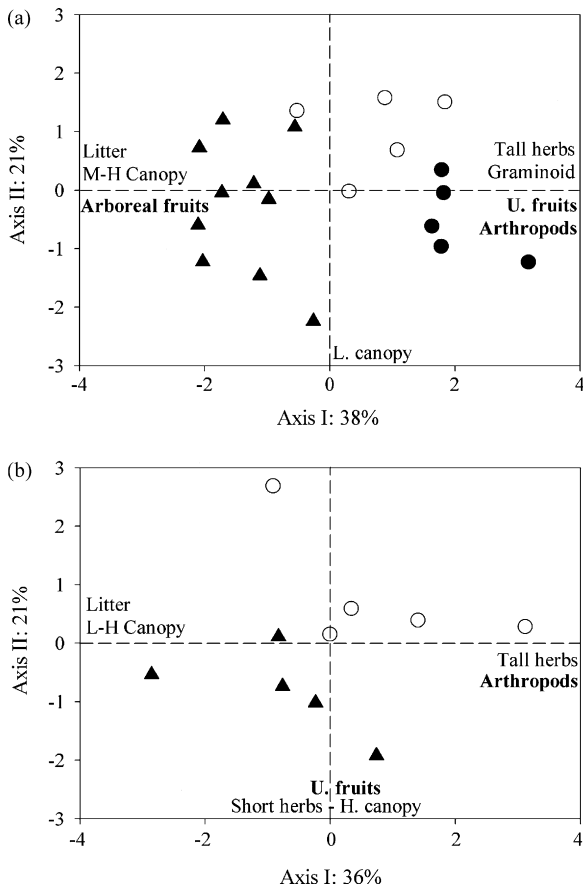 (a)
3
2
1
0
-1
-2
-3
Axis II: 21%
Litter
M-H Canopy
Arboreal fruits
Tall herbs
Graminoid
U. fruits
Arthropods
L. canopy
-4
-2
0
2
4
Axis I: 38%
(b)
3
2
1
0
-1
-2
-3
Axis II: 21%
Litter
L-H Canopy
Tall herbs
Arthropods
U. fruits
Short herbs - H. canopy
-4
-2
0
2
4
Axis I: 36%